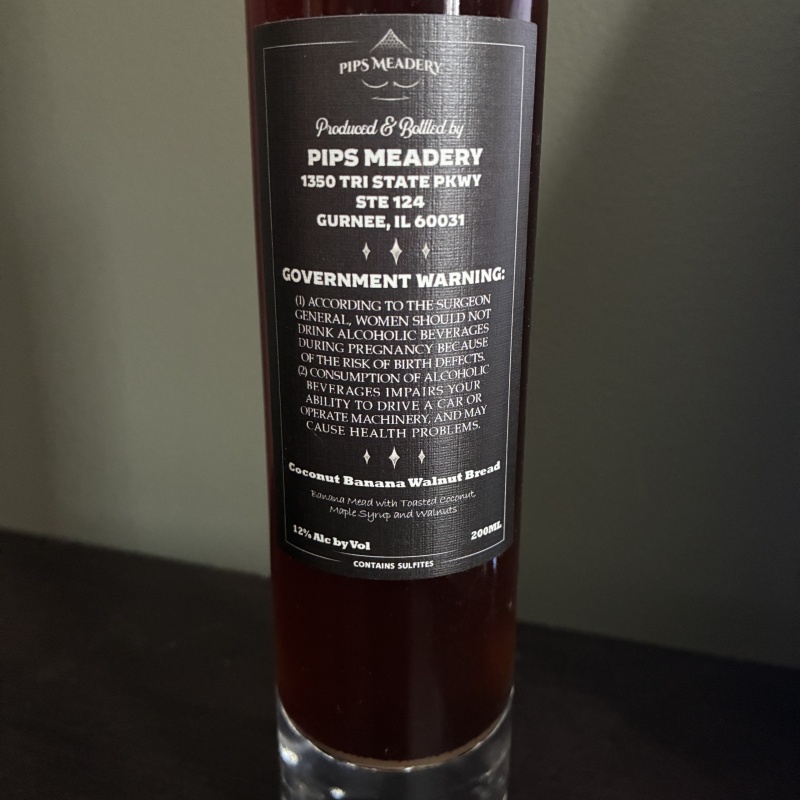 PIPS MEADERY
Produced & Bottled by
PIPS MEADERY
1350 TRI STATE PKWY
STE 124
GURNEE, IL 60031
GOVERNMENT WARNING:
(1) ACCORDING TO THE SURGEON
GENERAL, WOMEN SHOULD NOT
DRINK ALCOHOLIC BEVERAGES
DURING PREGNANCY BECAUSE
OF THE RISK OF BIRTH DEFECTS.
(2) CONSUMPTION OF ALCOHOLIC
BEVERAGES IMPAIRS YOUR
ABILITY TO DRIVE A CAR OR
OPERATE MACHINERY, AND MAY
CAUSE HEALTH PROBLEMS.
Coconut Banana Walnut Bread
Banana Mead with Toasted Coconut,
Maple Syrup and Walnuts
12% Alc by Vol 200ML
CONTAINS SULFITES